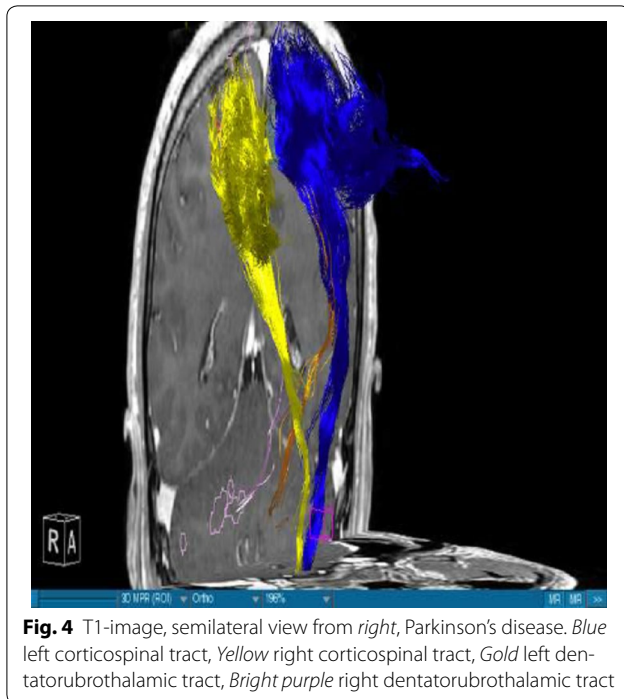 R A
3D MPR (ROI) Ortho 196% MR MR >>
Fig. 4 T1-image, semilateral view from right, Parkinson's disease. Blue
left corticospinal tract, Yellow right corticospinal tract, Gold left den-
tatorubrothalamic tract, Bright purple right dentatorubrothalamic tract